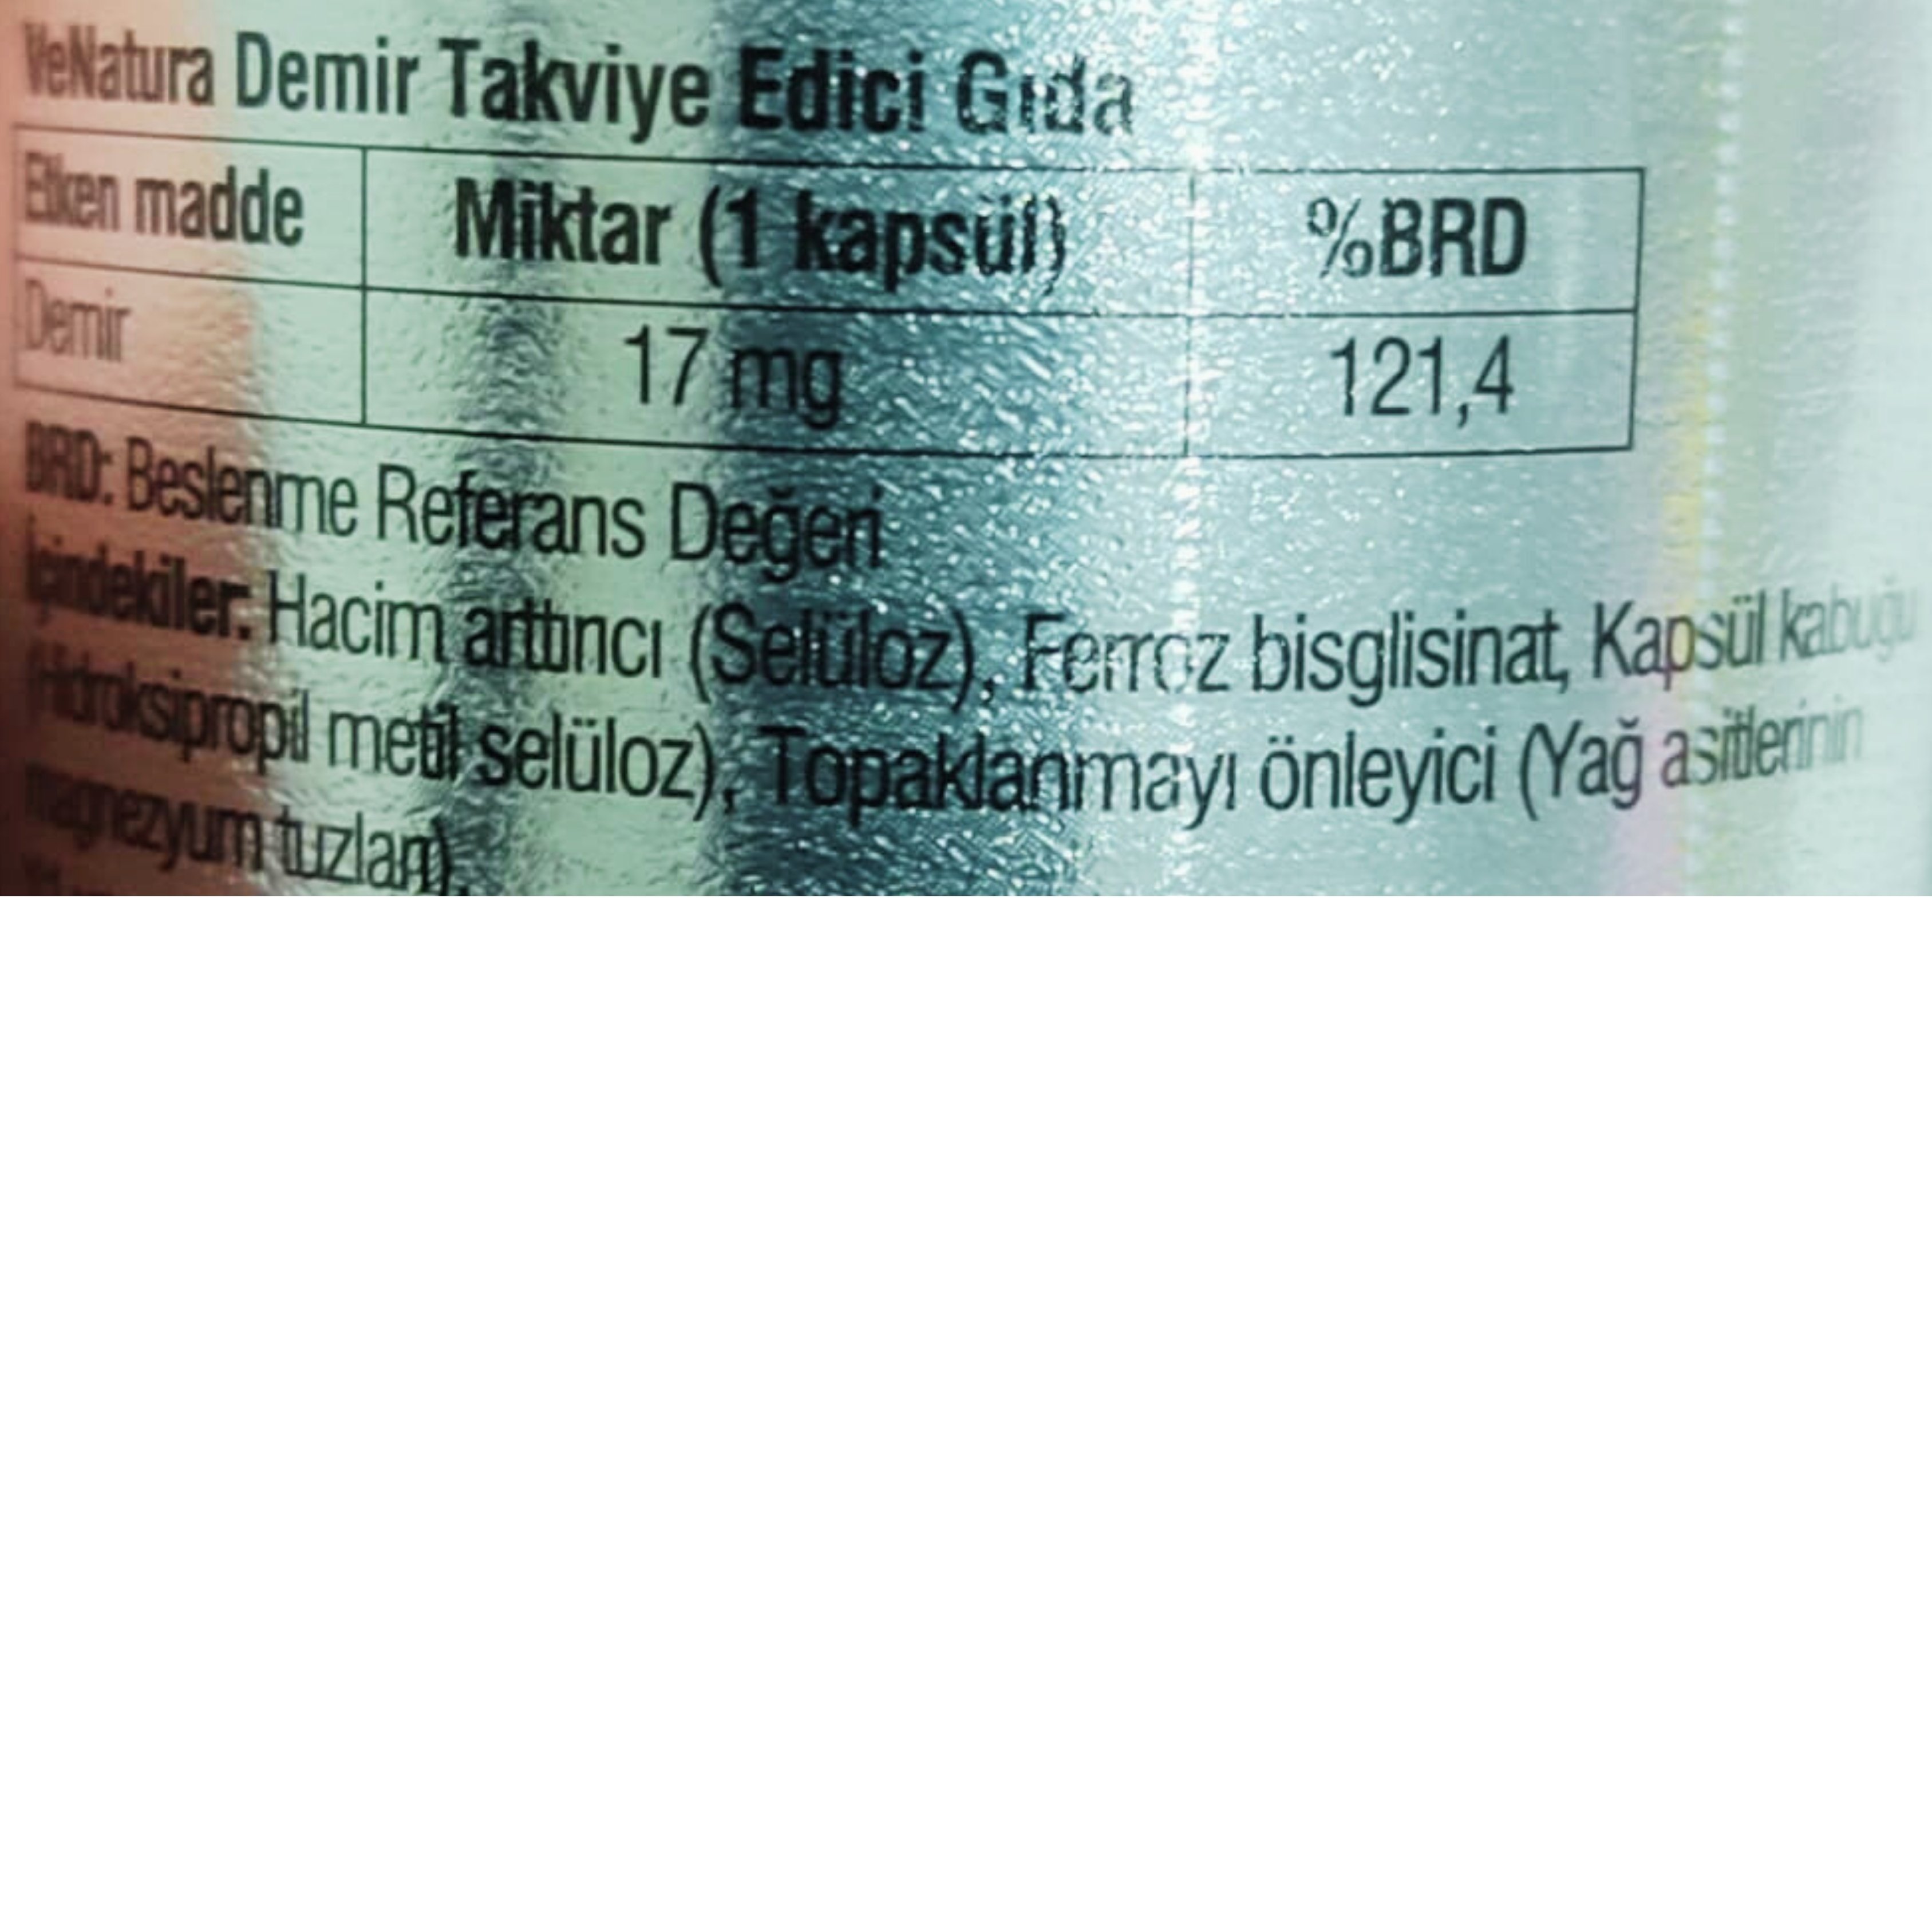 VeNatura Demir Takviye Edici Gıda
Etken madde Miktar (1 kapsül) %BRD
Demir 17 mg 121,4
BRD: Beslenme Referans Değeri
İçindekiler: Hacim arttırıcı (Selüloz), Ferroz bisglisinat, Kapsül kabuğu
(Hidroksipropil metil selüloz), Topaklanmayı önleyici (Yağ asitlerinin
magnezyum tuzları).